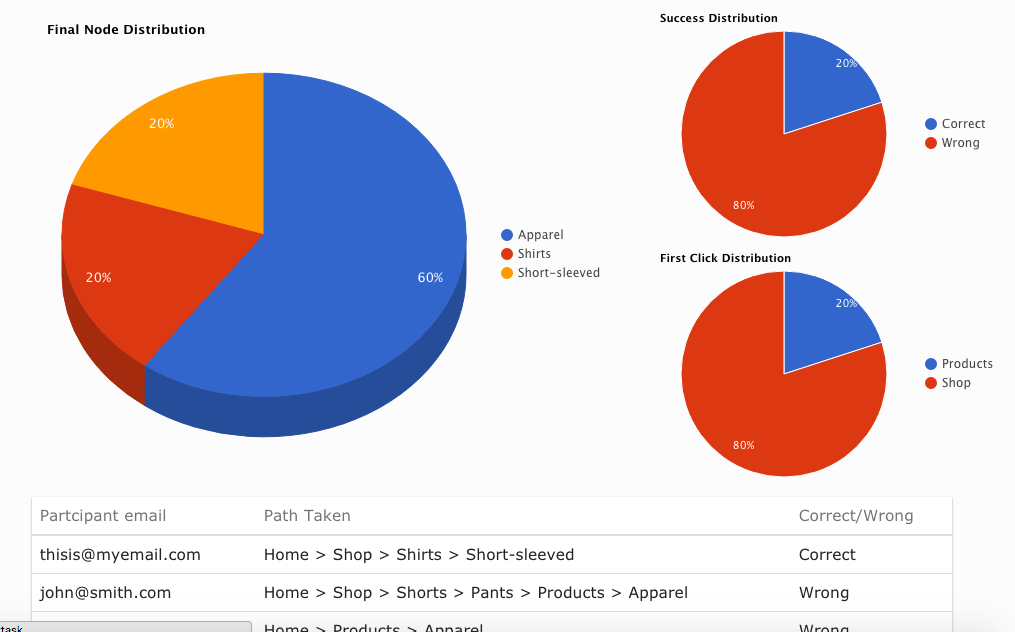 Final Node Distribution
20%
20%
60%
Apparel
Shirts
Short-sleeved
Success Distribution
20%
80%
Correct
Wrong
First Click Distribution
20%
80%
Products
Shop
Partcipant email Path Taken Correct/Wrong
thisis@myemail.com Home > Shop > Shirts > Short-sleeved Correct
john@smith.com Home > Shop > Shorts > Pants > Products > Apparel Wrong
Home > Products > Apparel Wrong
task